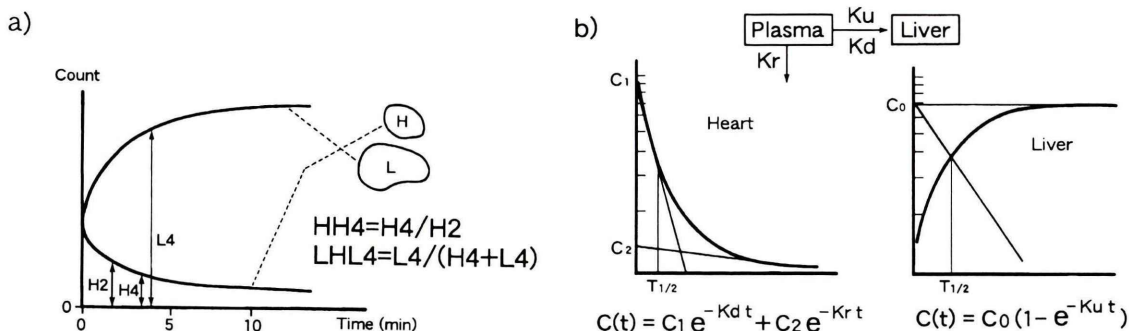 a)
Count
H
L
L4
H2
H4
HH4=H4/H2
LHL4=L4/(H4+L4)
0
0
5
10
Time (min)
b)
Plasma
Ku
Kd
Liver
Kr
C₁
Heart
C₂
T₁/₂
C(t) = C₁ e^{-Kd t} + C₂ e^{-Kr t}
C₀
Liver
T₁/₂
C(t) = C₀ (1- e^{-Ku t})